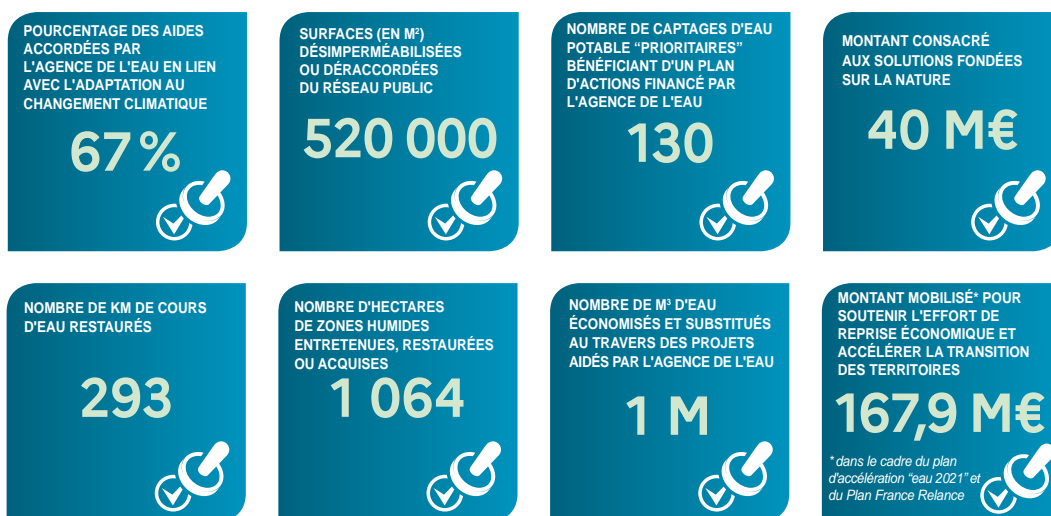 POURCENTAGE DES AIDES
ACCORDÉES PAR
L'AGENCE DE L'EAU EN LIEN
AVEC L'ADAPTATION AU
CHANGEMENT CLIMATIQUE
67 %
SURFACES (EN M²)
DÉSIMPERMÉABILISÉES
OU DÉRACCORDÉES
DU RÉSEAU PUBLIC
520 000
NOMBRE DE CAPTAGES D'EAU
POTABLE “PRIORITAIRES”
BÉNÉFICIANT D'UN PLAN
D'ACTIONS FINANCÉ PAR
L'AGENCE DE L'EAU
130
MONTANT CONSACRÉ
AUX SOLUTIONS FONDÉES
SUR LA NATURE
40 M€
NOMBRE DE KM DE COURS
D'EAU RESTAURÉS
293
NOMBRE D'HECTARES
DE ZONES HUMIDES
ENTRETENUES, RESTAURÉES
OU ACQUISES
1 064
NOMBRE DE M³ D'EAU
ÉCONOMISÉS ET SUBSTITUÉS
AU TRAVERS DES PROJETS
AIDÉS PAR L'AGENCE DE L'EAU
1 M
MONTANT MOBILISÉ* POUR
SOUTENIR L'EFFORT DE
REPRISE ÉCONOMIQUE ET
ACCÉLÉRER LA TRANSITION
DES TERRITOIRES
167,9 M€
* dans le cadre du plan
d'accélération “eau 2021” et
du Plan France Relance